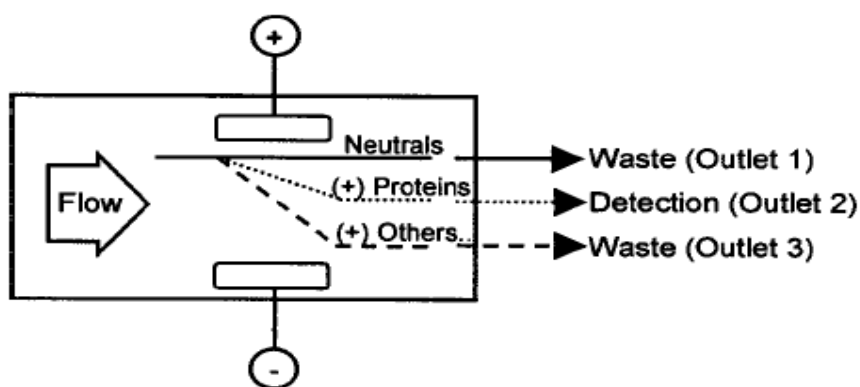 +
Neutrals
Waste (Outlet 1)
Flow
(+) Proteins
Detection (Outlet 2)
(+) Others
Waste (Outlet 3)
-